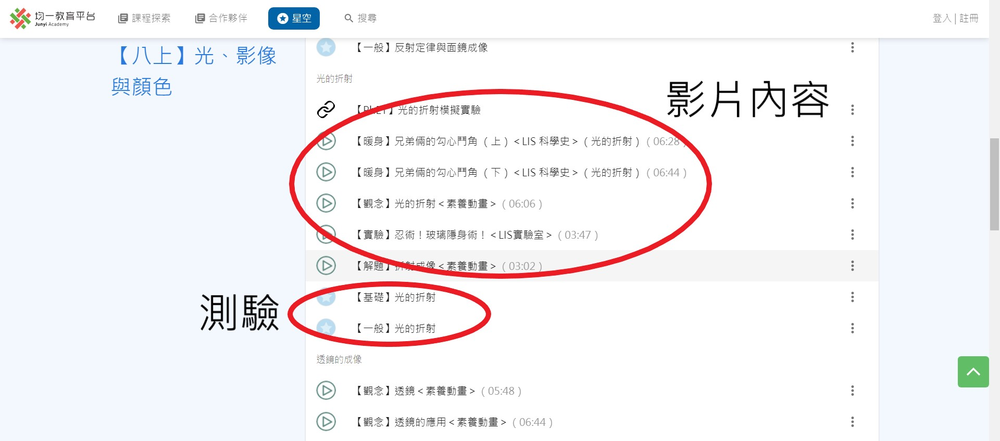 均一教育平台
Junyi Academy
課程探索
合作夥伴
星空
搜尋
登入 | 註冊
【八上】光、影像
與顏色
【一般】反射定律與面鏡成像
光的折射
影片內容
【PhET】光的折射模擬實驗
【暖身】兄弟倆的勾心鬥角（上）＜LIS 科學史＞（光的折射）（06:28）
【暖身】兄弟倆的勾心鬥角（下）＜LIS 科學史＞（光的折射）（06:44）
【觀念】光的折射＜素養動畫＞（06:06）
【實驗】忍術！玻璃隱身術！＜LIS實驗室＞（03:47）
【解題】折射成像＜素養動畫＞（03:02）
測驗
【基礎】光的折射
【一般】光的折射
透鏡的成像
【觀念】透鏡＜素養動畫＞（05:48）
【觀念】透鏡的應用＜素養動畫＞（06:44）